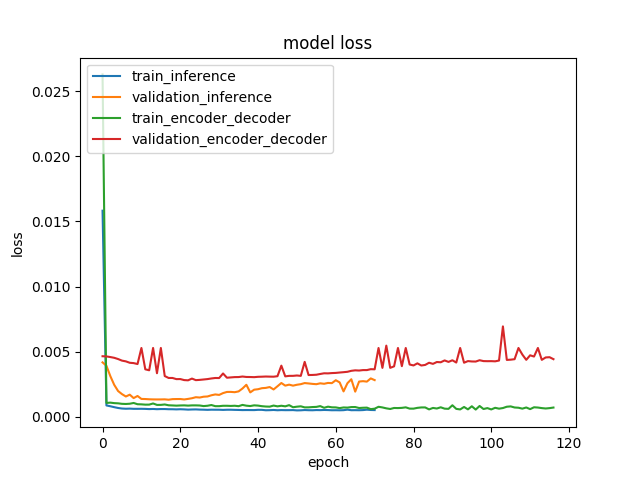 model loss
train_inference
validation_inference
train_encoder_decoder
validation_encoder_decoder
0.025
0.020
0.015
0.010
0.005
0.000
loss
0 20 40 60 80 100 120
epoch